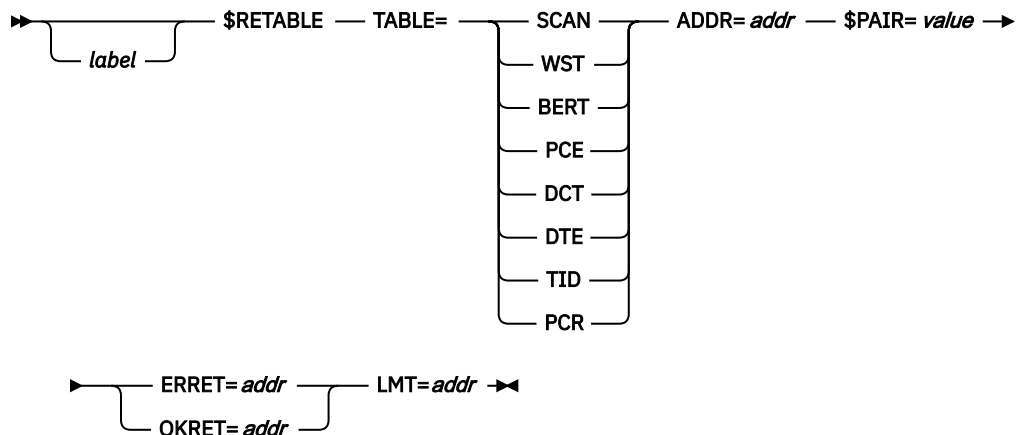 $RETABLE TABLE= SCAN ADDR= addr $PAIR= value
label
WST
BERT
PCE
DCT
DTE
TID
PCR
ERRET= addr LMT= addr
OKRET= addr